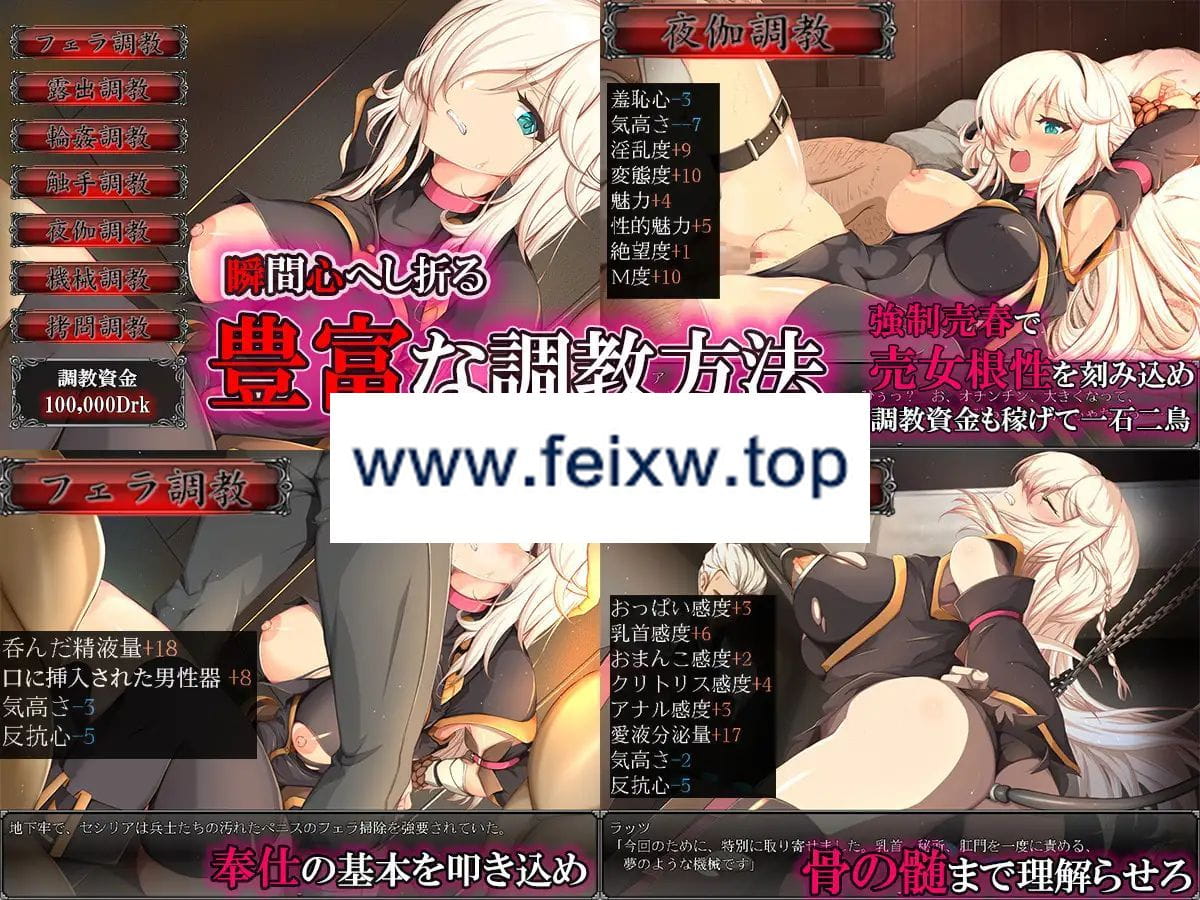 フェラ調教
露出調教
輪姦調教
触手調教
夜伽調教
機械調教
拷問調教
調教資金
100,000Drk
瞬間心へし折る
豊富な調教方法
夜伽調教
羞恥心-3
気高さ-7
淫乱度+9
変態度+10
魅力+4
性的魅力+5
絶望度+1
M度+10
強制売春で
売女根性を刻み込め
お、オチンチン、大きくなって、
調教資金も稼げて一石二鳥
www.feixw.top
フェラ調教
呑んだ精液量+18
口に挿入された男性器 +8
気高さ-3
反抗心-5
地下牢で、セシリアは兵士たちの汚れたペニスのフェラ掃除を強要されていた。
奉仕の基本を叩き込め
おっぱい感度+3
乳首感度+6
おまんこ感度+2
クリトリス感度+4
アナル感度+3
愛液分泌量+17
気高さ-2
反抗心-5
ラッツ
「今回のために、特別に取り寄せました。乳首、秘所、肛門を一度に責める、
夢のような機械です」
骨の髄まで理解らせろ